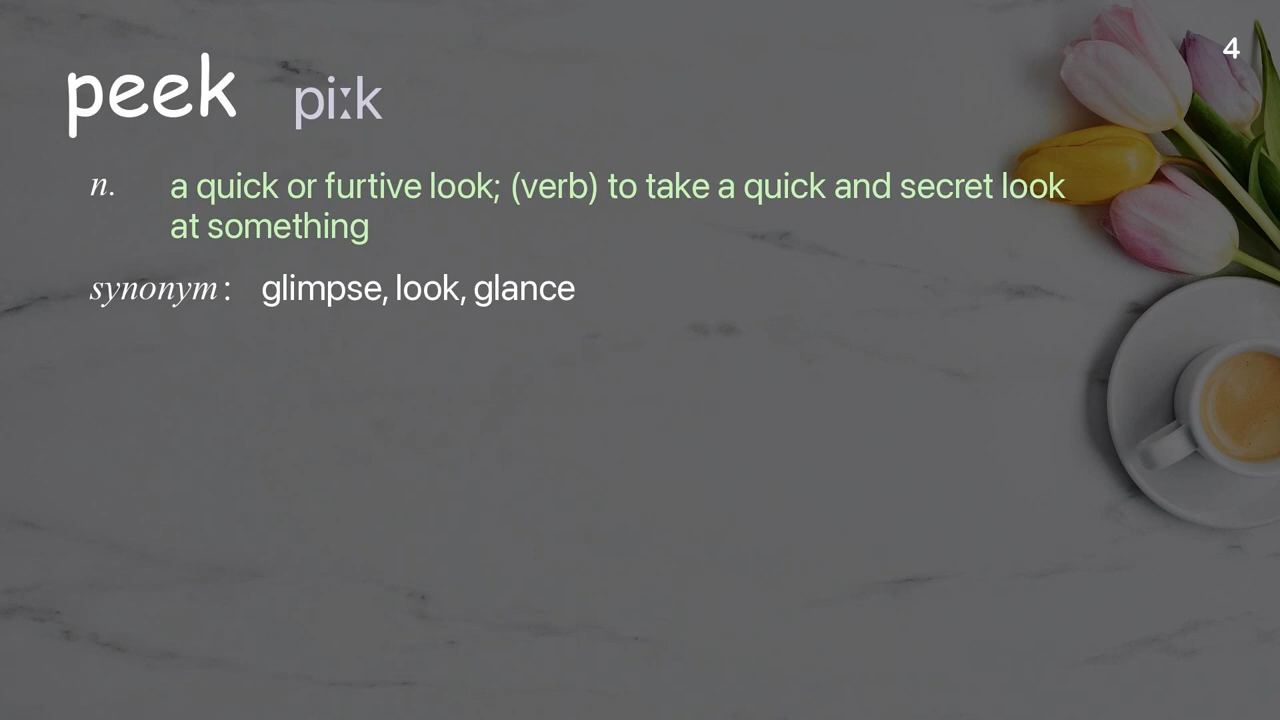 4
peek piːk
n. a quick or furtive look; (verb) to take a quick and secret look
at something
synonym : glimpse, look, glance